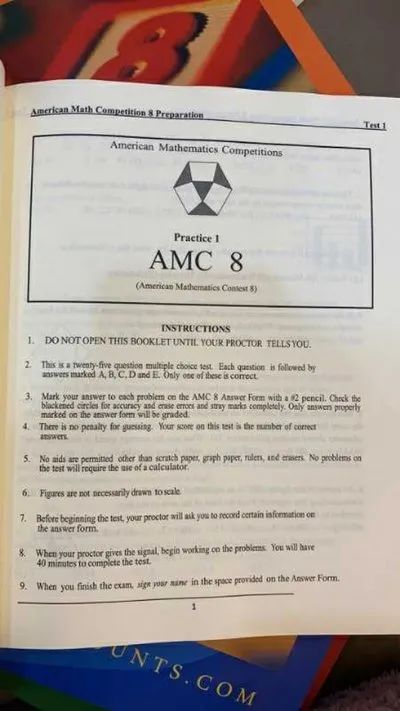 8
American Math Competition 8 Preparation
Test 1
American Mathematics Competitions
Practice 1
AMC 8
(American Mathematics Contest 8)
INSTRUCTIONS
1. DO NOT OPEN THIS BOOKLET UNTIL YOUR PROCTOR TELLS YOU.
2. This is a twenty-five question multiple choice test. Each question is followed by
answers marked A, B, C, D and E. Only one of these is correct.
3. Mark your answer to each problem on the AMC 8 Answer Form with a #2 pencil. Check the
blackened circles for accuracy and erase errors and stray marks completely. Only answers properly
marked on the answer form will be graded.
4. There is no penalty for guessing. Your score on this test is the number of correct
answers.
5. No aids are permitted other than scratch paper, graph paper, rulers, and erasers. No problems on
the test will require the use of a calculator.
6. Figures are not necessarily drawn to scale.
7. Before beginning the test, your proctor will ask you to record certain information on
the answer form.
8. When your proctor gives the signal, begin working on the problems. You will have
40 minutes to complete the test.
9. When you finish the exam, sign your name in the space provided on the Answer Form.
1
UNTS.COM